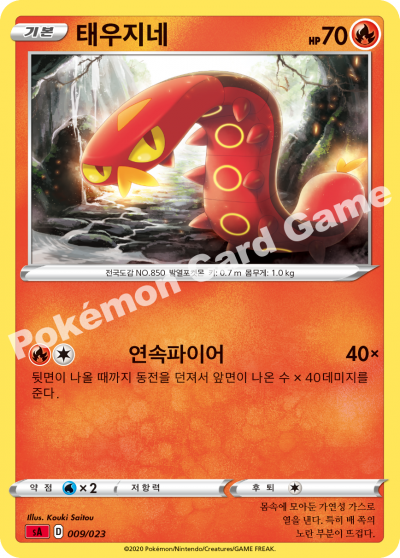 기본 태우지네 HP 70
전국도감 NO.850 발열포켓몬 키: 0.7 m 몸무게: 1.0 kg
Pokémon Card Game
연속파이어 40×
뒷면이 나올 때까지 동전을 던져서 앞면이 나온 수 × 40데미지를
준다.
약점 ×2 저항력 후퇴
Illus. Kouki Saitou
몸속에 모아둔 가연성 가스로
열을 낸다. 특히 배 쪽의
노란 부분이 뜨겁다.
sA D 009/023
©2020 Pokémon/Nintendo/Creatures/GAME FREAK.